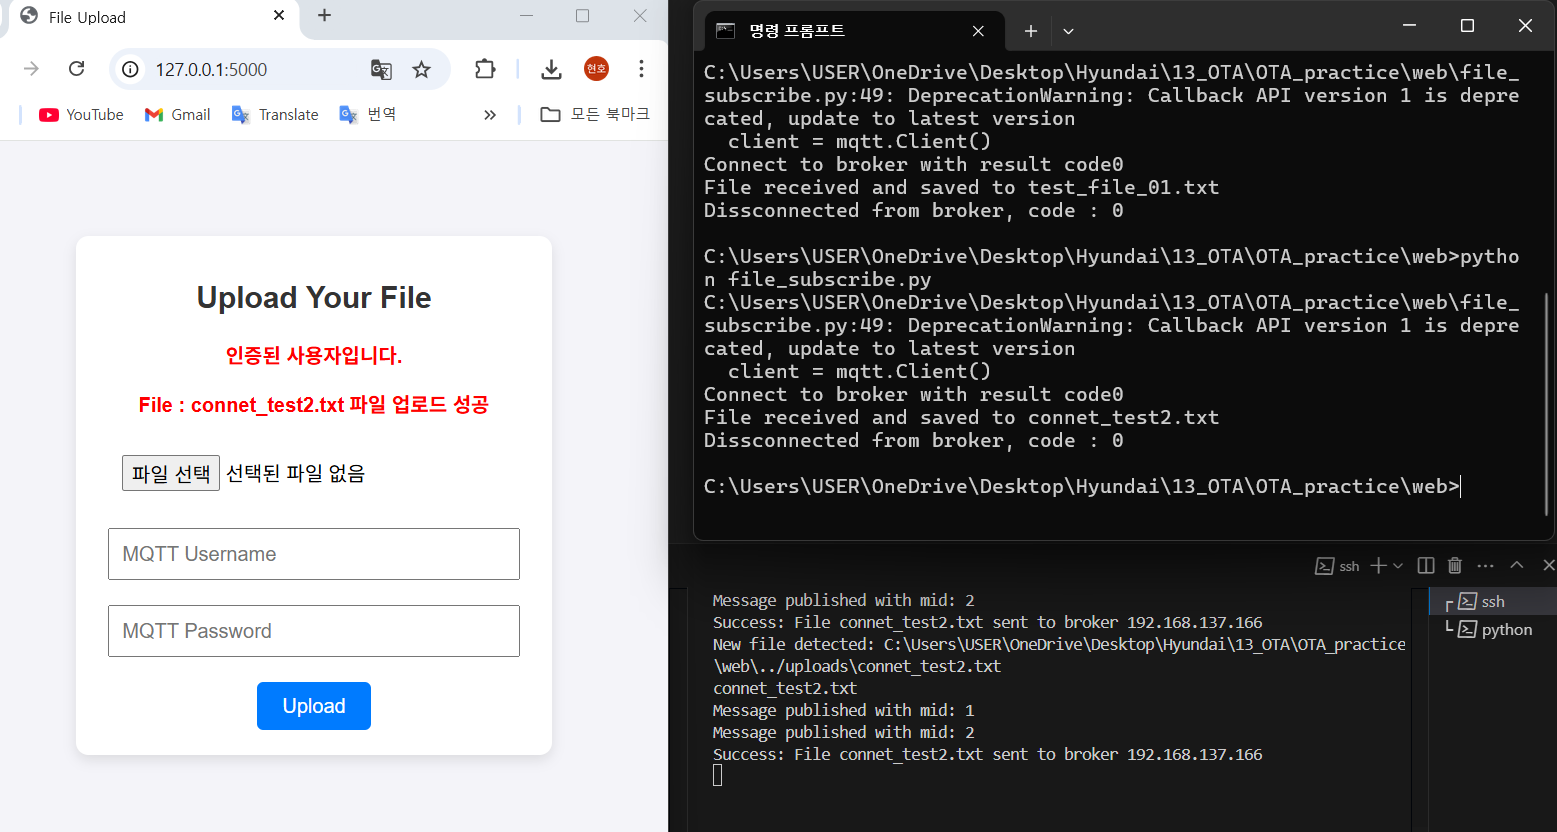 File Upload
127.0.0.1:5000
현호
YouTube
Gmail
Translate
번역
모든 북마크
Upload Your File
인증된 사용자입니다.
File : connet_test2.txt 파일 업로드 성공
파일 선택 선택된 파일 없음
MQTT Username
MQTT Password
Upload
명령 프롬프트
C:\Users\USER\OneDrive\Desktop\Hyundai\13_OTA\OTA_practice\web\file_
subscribe.py:49: DeprecationWarning: Callback API version 1 is depre
cated, update to latest version
client = mqtt.Client()
Connect to broker with result code0
File received and saved to test_file_01.txt
Dissconnected from broker, code : 0
C:\Users\USER\OneDrive\Desktop\Hyundai\13_OTA\OTA_practice\web>pytho
n file_subscribe.py
C:\Users\USER\OneDrive\Desktop\Hyundai\13_OTA\OTA_practice\web\file_
subscribe.py:49: DeprecationWarning: Callback API version 1 is depre
cated, update to latest version
client = mqtt.Client()
Connect to broker with result code0
File received and saved to connet_test2.txt
Dissconnected from broker, code : 0
C:\Users\USER\OneDrive\Desktop\Hyundai\13_OTA\OTA_practice\web>
ssh
Message published with mid: 2
Success: File connet_test2.txt sent to broker 192.168.137.166
New file detected: C:\Users\USER\OneDrive\Desktop\Hyundai\13_OTA\OTA_practice
\web\../uploads\connet_test2.txt
connet_test2.txt
Message published with mid: 1
Message published with mid: 2
Success: File connet_test2.txt sent to broker 192.168.137.166
ssh
python